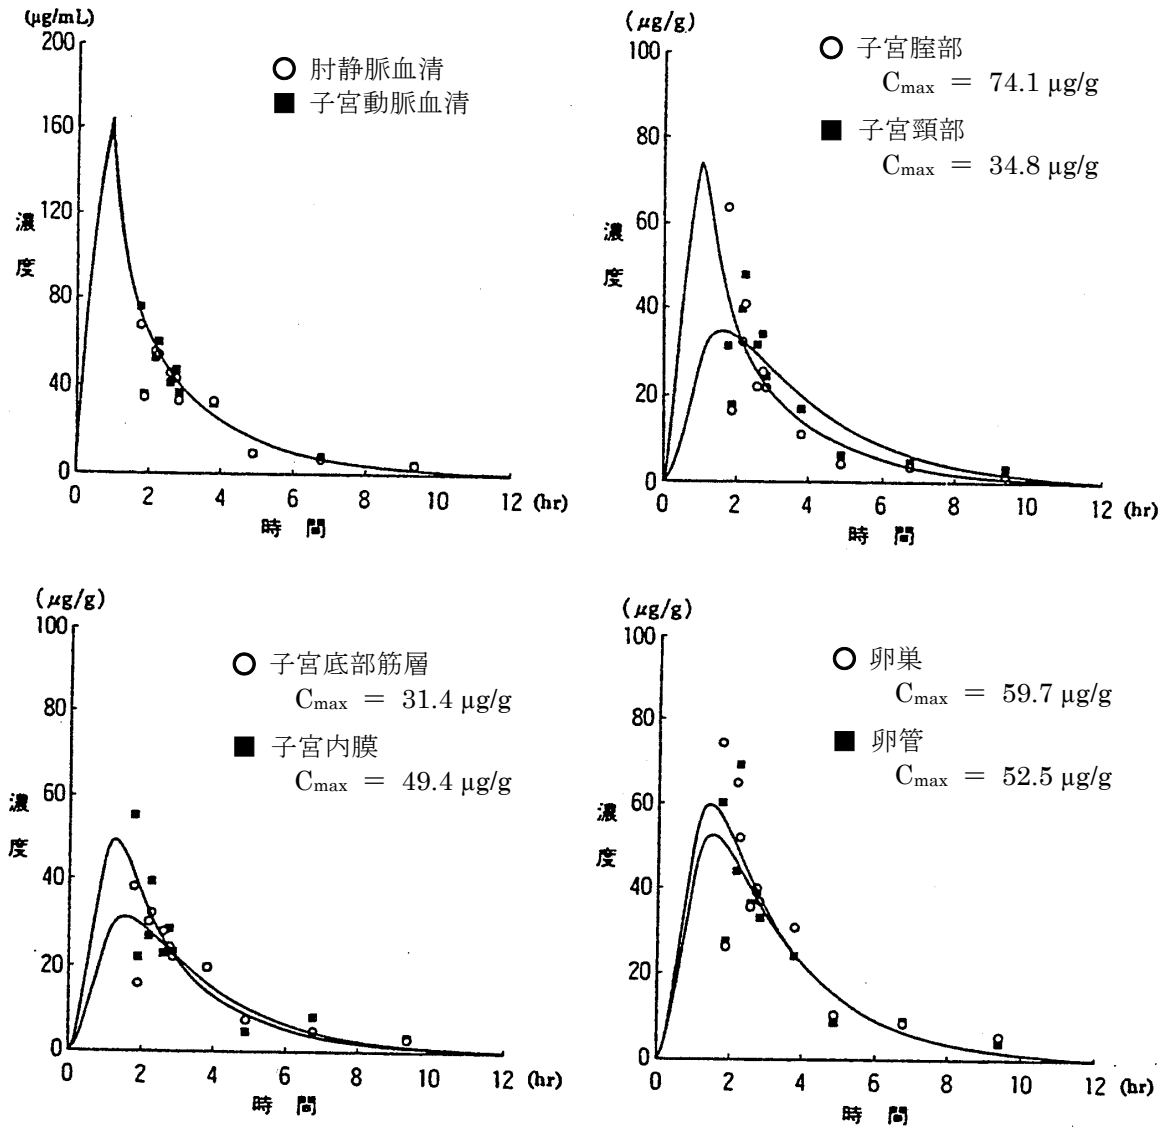 (μg/mL)
200
160
120
80
40
0
濃
度
○ 肘静脈血清
■ 子宮動脈血清
0 2 4 6 8 10 12 (hr)
時 間
(μg/g)
100
80
60
40
20
0
濃
度
○ 子宮腟部
Cmax = 74.1 μg/g
■ 子宮頸部
Cmax = 34.8 μg/g
0 2 4 6 8 10 12 (hr)
時 間
(μg/g)
100
80
60
40
20
0
濃
度
○ 子宮底部筋層
Cmax = 31.4 μg/g
■ 子宮内膜
Cmax = 49.4 μg/g
0 2 4 6 8 10 12 (hr)
時 間
(μg/g)
100
80
60
40
20
0
濃
度
○ 卵巣
Cmax = 59.7 μg/g
■ 卵管
Cmax = 52.5 μg/g
0 2 4 6 8 10 12 (hr)
時 間